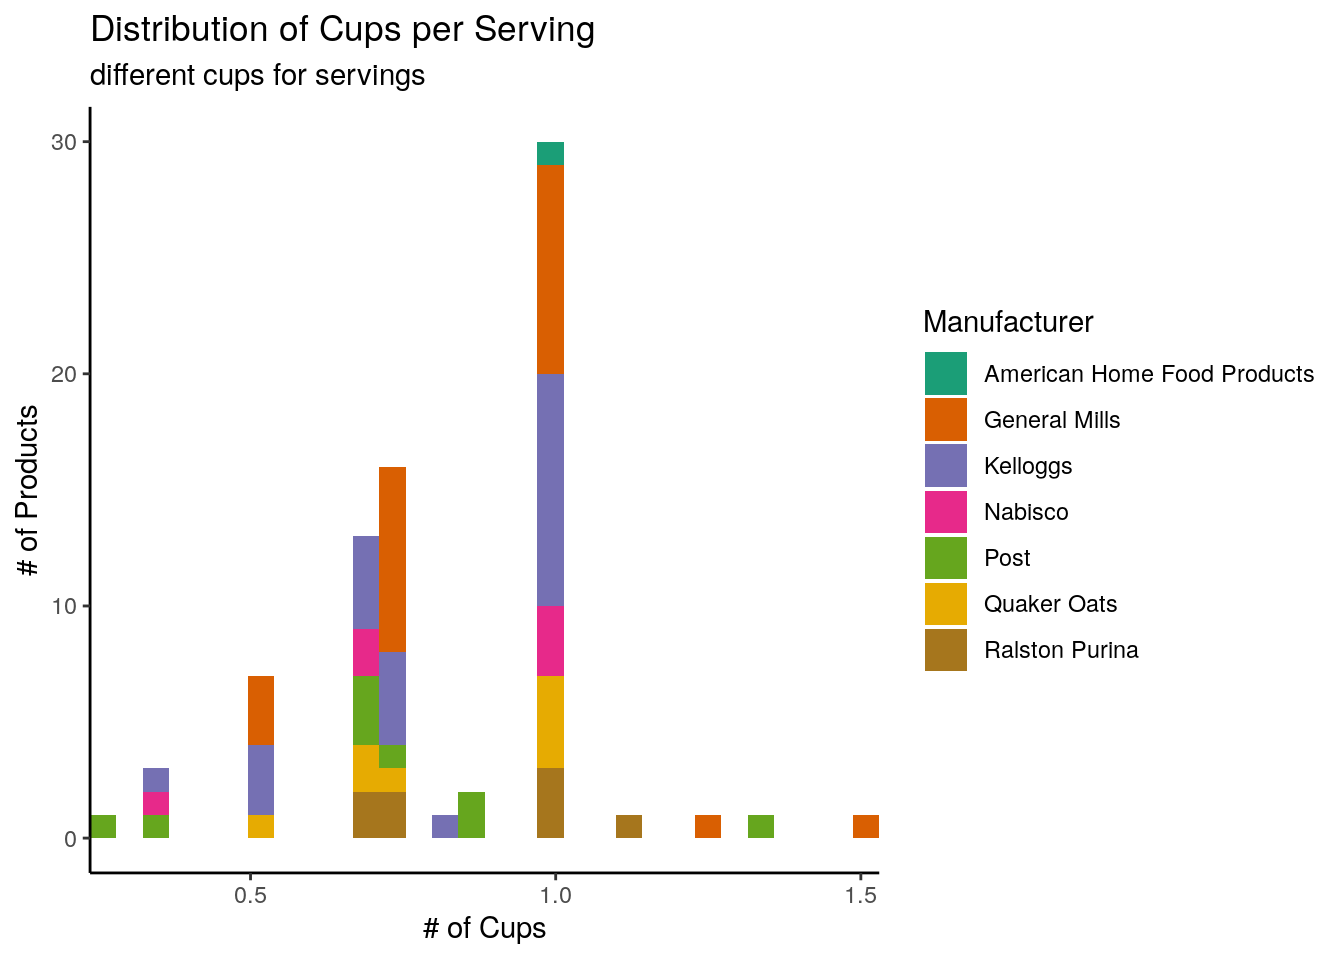 Distribution of Cups per Serving
different cups for servings
30
20
10
0
# of Products
0.5
1.0
1.5
# of Cups
Manufacturer
American Home Food Products
General Mills
Kelloggs
Nabisco
Post
Quaker Oats
Ralston Purina